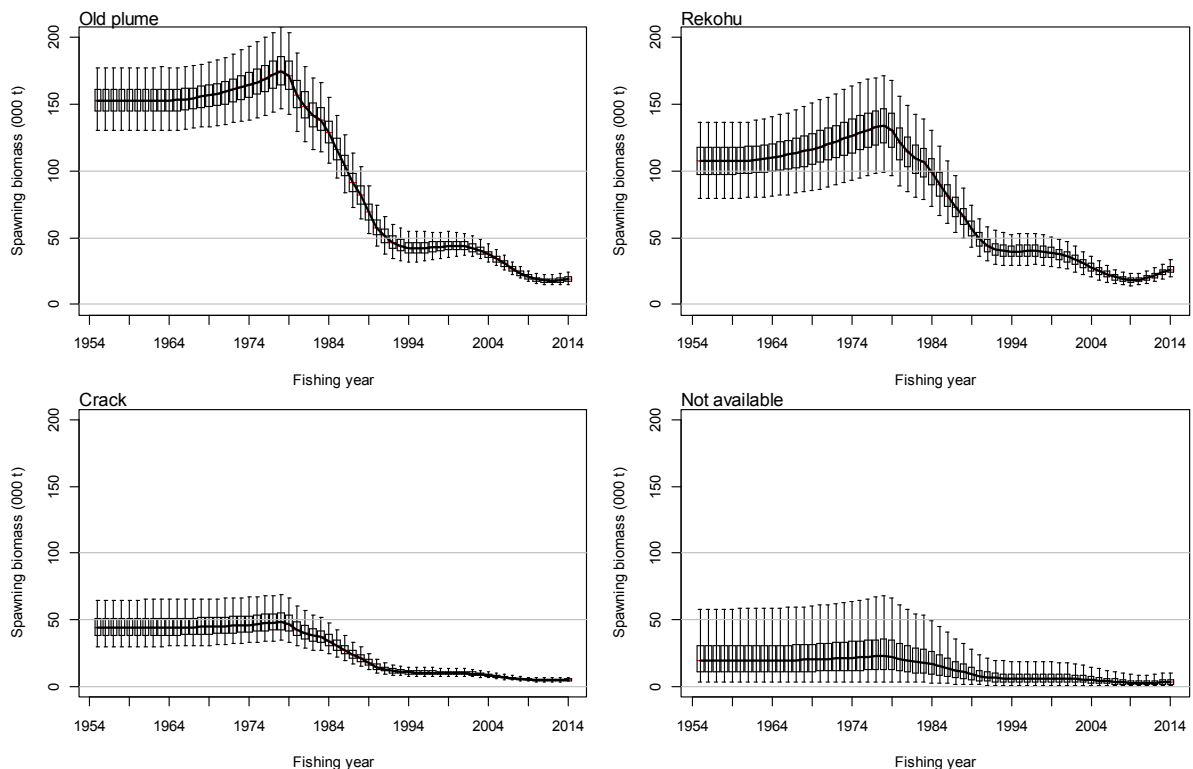 Old plume
Rekohu
Spawning biomass (000 t)
200
150
100
50
0
1954 1964 1974 1984 1994 2004 2014
Fishing year
Spawning biomass (000 t)
200
150
100
50
0
1954 1964 1974 1984 1994 2004 2014
Fishing year
Crack
Not available
Spawning biomass (000 t)
200
150
100
50
0
1954 1964 1974 1984 1994 2004 2014
Fishing year
Spawning biomass (000 t)
200
150
100
50
0
1954 1964 1974 1984 1994 2004 2014
Fishing year